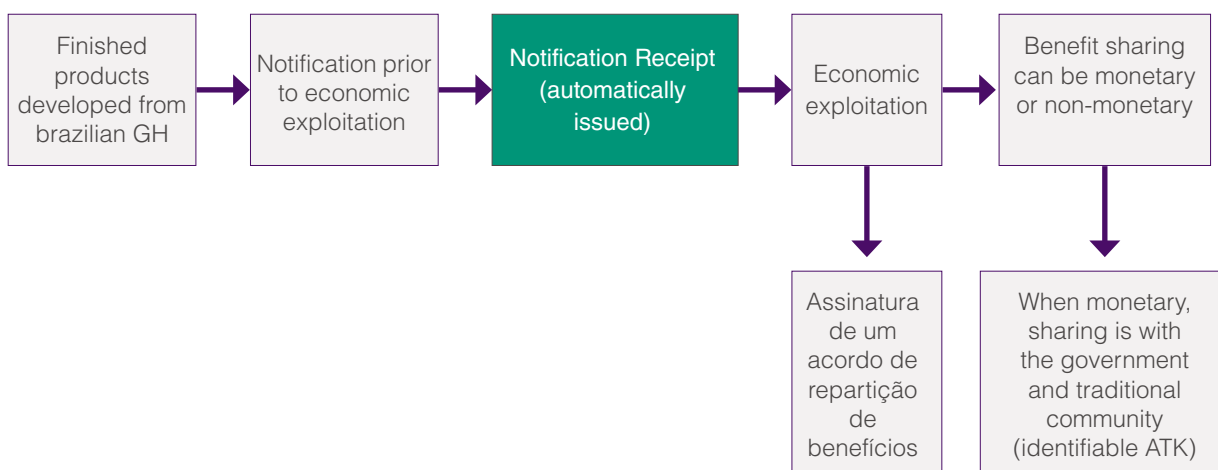 Finished
products
developed from
brazilian GH
Notification prior
to economic
exploitation
Notification Receipt
(automatically
issued)
Economic
exploitation
Benefit sharing
can be monetary
or non-monetary
Assinatura
de um
acordo de
repartição
de
benefícios
When monetary,
sharing is with
the government
and traditional
community
(identifiable ATK)